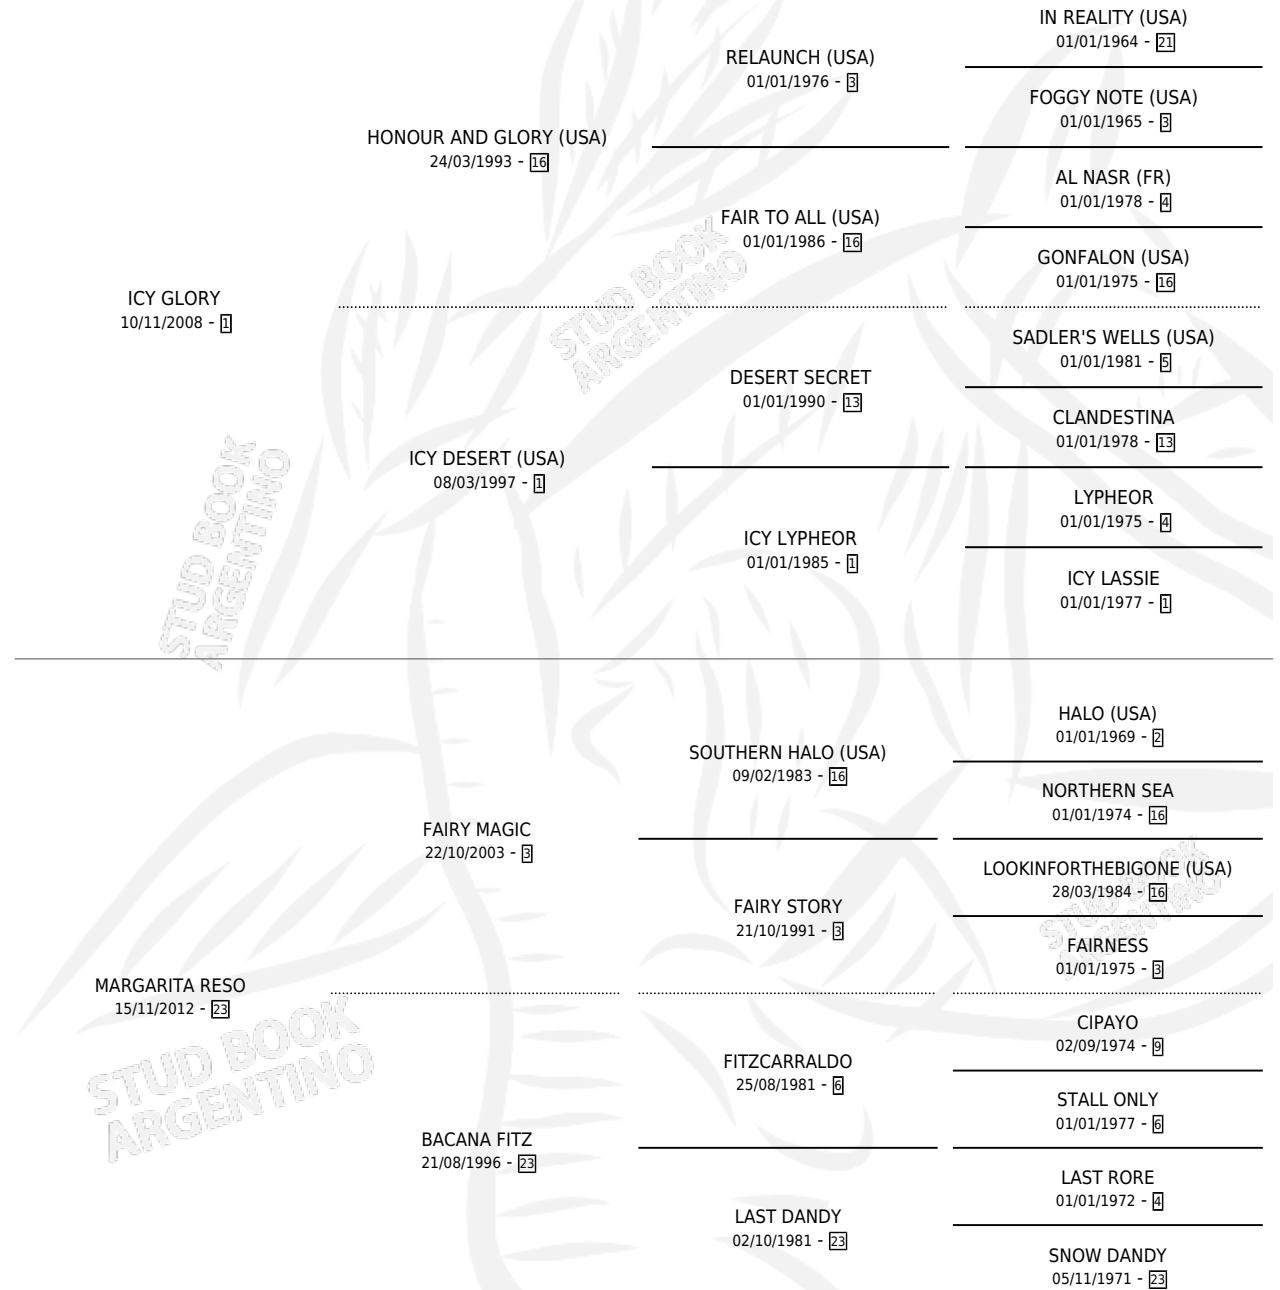 IN REALITY (USA)
01/01/1964 - 21
RELAUNCH (USA)
01/01/1976 - 3
FOGGY NOTE (USA)
01/01/1965 - 3
HONOUR AND GLORY (USA)
24/03/1993 - 16
AL NASR (FR)
01/01/1978 - 4
FAIR TO ALL (USA)
01/01/1986 - 16
GONFALON (USA)
01/01/1975 - 16
ICY GLORY
10/11/2008 - 1
STUD BOOK
ARGENTINO
SADLER'S WELLS (USA)
01/01/1981 - 5
DESERT SECRET
01/01/1990 - 13
CLANDESTINA
01/01/1978 - 13
ICY DESERT (USA)
08/03/1997 - 1
LYPHEOR
01/01/1975 - 4
ICY LYPHEOR
01/01/1985 - 1
ICY LASSIE
01/01/1977 - 1
STUD BOOK
ARGENTINO
HALO (USA)
01/01/1969 - 2
SOUTHERN HALO (USA)
09/02/1983 - 16
NORTHERN SEA
01/01/1974 - 16
FAIRY MAGIC
22/10/2003 - 3
LOOKINFORTHEBIGONE (USA)
28/03/1984 - 16
FAIRY STORY
21/10/1991 - 3
STUD BOOK
ARGENTINO
FAIRNESS
01/01/1975 - 3
MARGARITA RESO
15/11/2012 - 23
STUD BOOK
ARGENTINO
CIPAYO
02/09/1974 - 9
FITZCARRALDO
25/08/1981 - 6
STALL ONLY
01/01/1977 - 6
BACANA FITZ
21/08/1996 - 23
LAST RORE
01/01/1972 - 4
LAST DANDY
02/10/1981 - 23
SNOW DANDY
05/11/1971 - 23